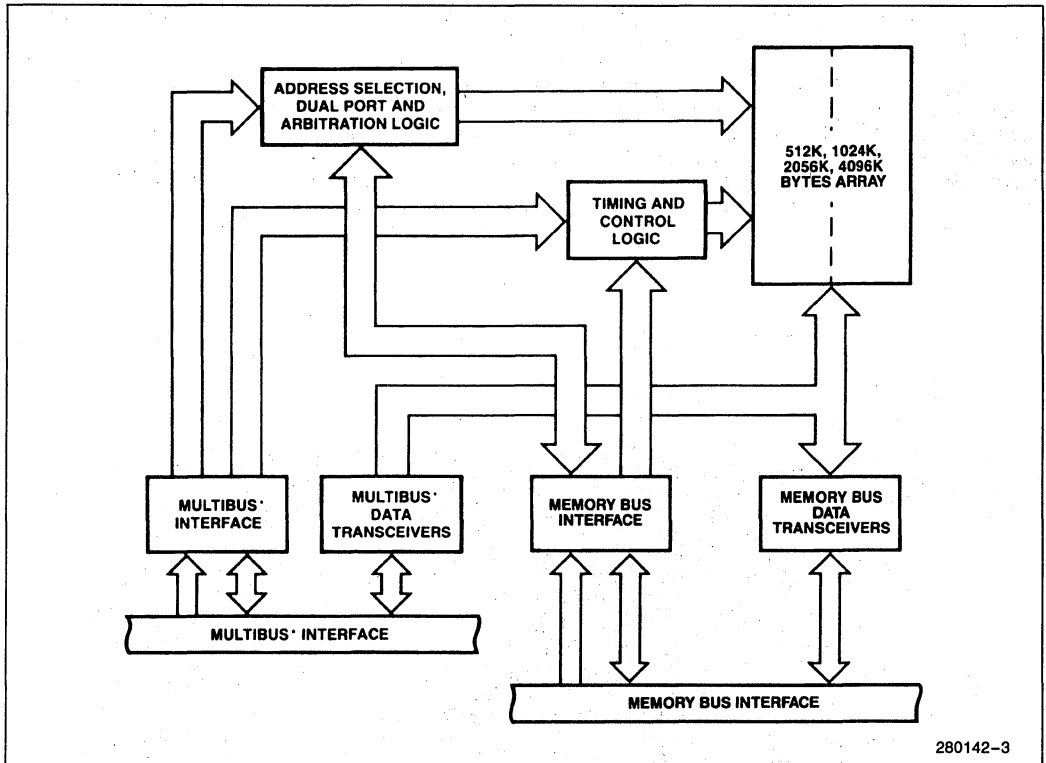 ADDRESS SELECTION,
DUAL PORT AND
ARBITRATION LOGIC
512K, 1024K,
2056K, 4096K
BYTES ARRAY
TIMING AND
CONTROL
LOGIC
MULTIBUS*
INTERFACE
MULTIBUS*
DATA
TRANSCEIVERS
MEMORY BUS
INTERFACE
MEMORY BUS
DATA
TRANSCEIVERS
MULTIBUS* INTERFACE
MEMORY BUS INTERFACE
280142–3